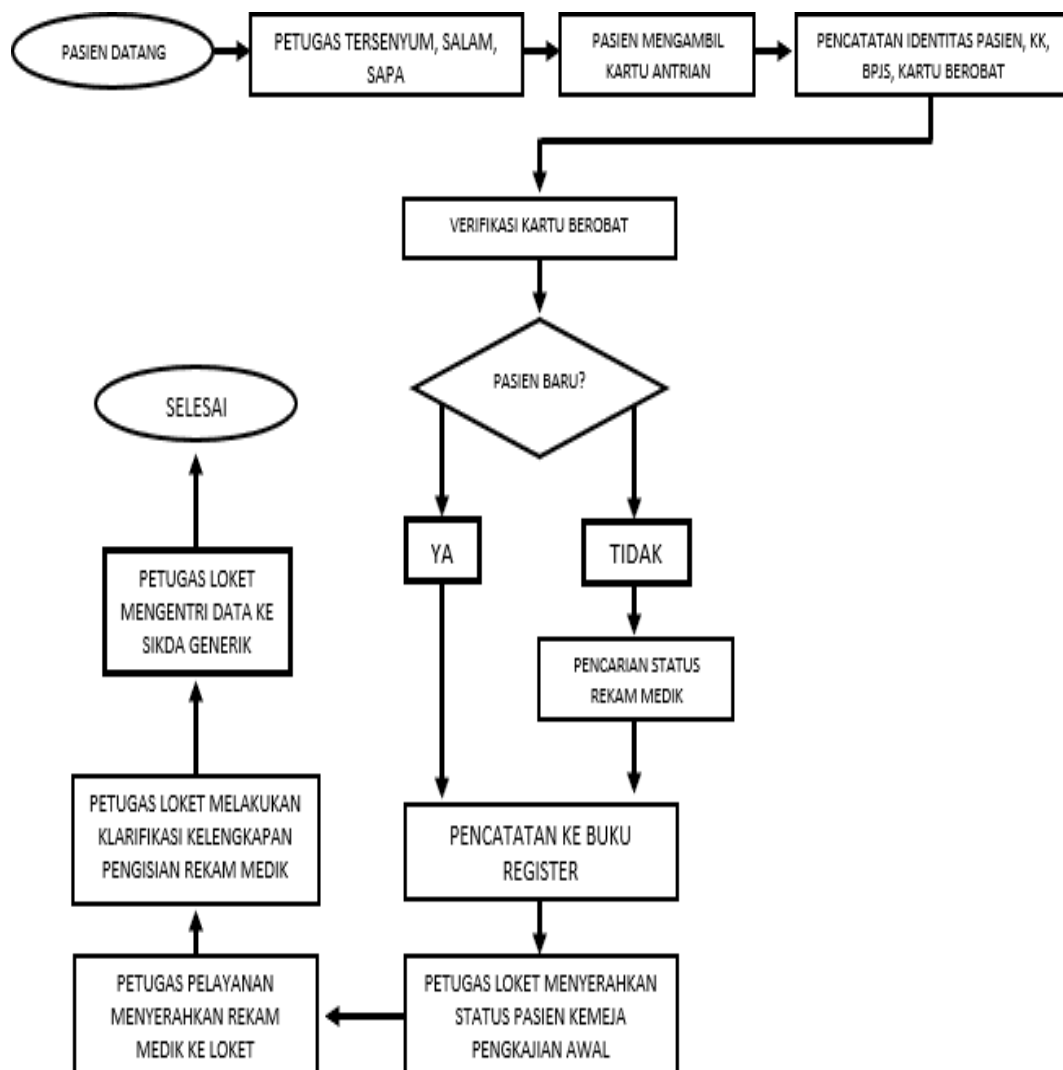 PASIEN DATANG
PETUGAS TERSENYUM, SALAM,
SAPA
PASIEN MENGAMBIL
KARTU ANTRIAN
PENCATATAN IDENTITAS PASIEN, KK,
BPJS, KARTU BEROBAT
VERIFIKASI KARTU BEROBAT
PASIEN BARU?
YA
TIDAK
PENCARIAN STATUS
REKAM MEDIK
PENCATATAN KE BUKU
REGISTER
PETUGAS LOKET MENYERAHKAN
STATUS PASIEN KEMEJA
PENGKAJIAN AWAL
PETUGAS PELAYANAN
MENYERAHKAN REKAM
MEDIK KE LOKET
PETUGAS LOKET MELAKUKAN
KLARIFIKASI KELENGKAPAN
PENGISIAN REKAM MEDIK
PETUGAS LOKET
MENGENTRI DATA KE
SIKDA GENERIK
SELESAI